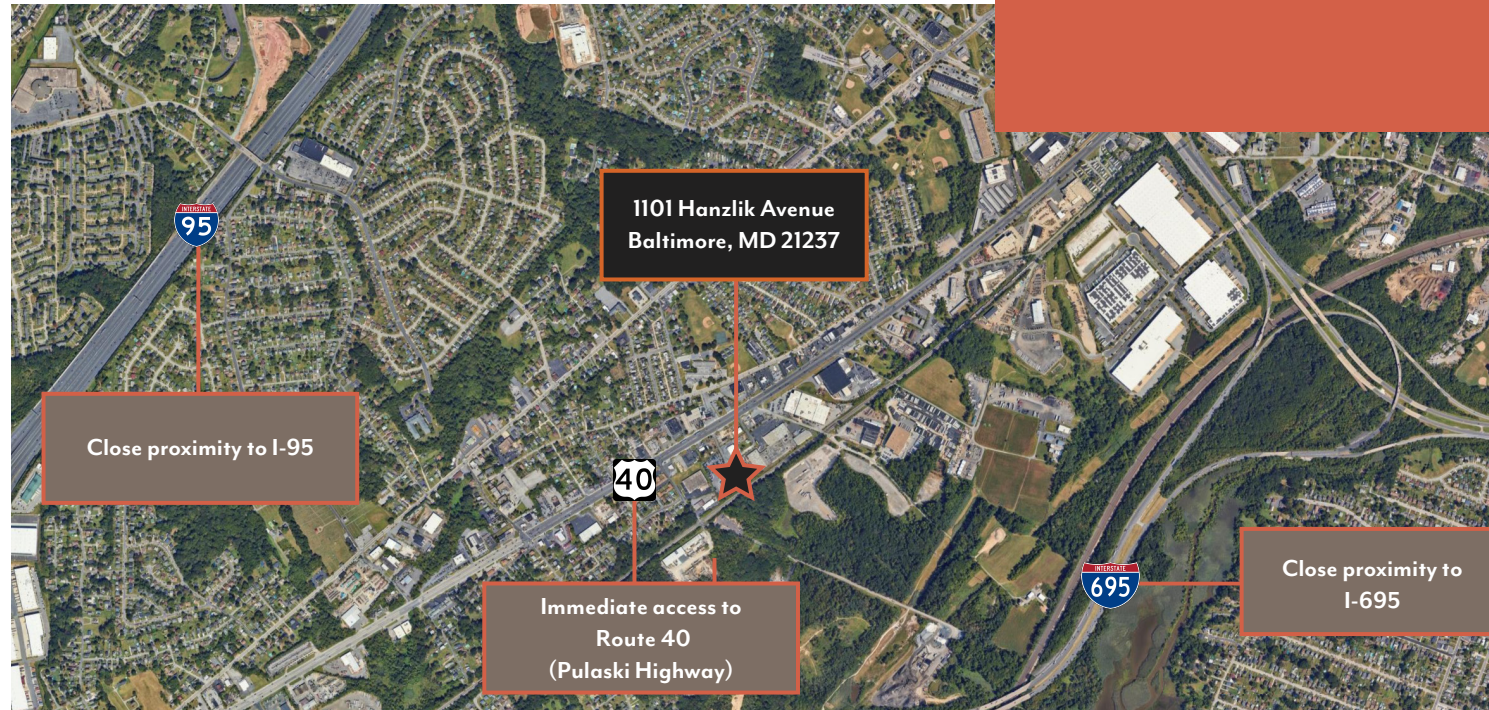 INTERSTATE
95
1101 Hanzlik Avenue
Baltimore, MD 21237
Close proximity to I-95
40
Immediate access to
Route 40
(Pulaski Highway)
INTERSTATE
695
Close proximity to
I-695